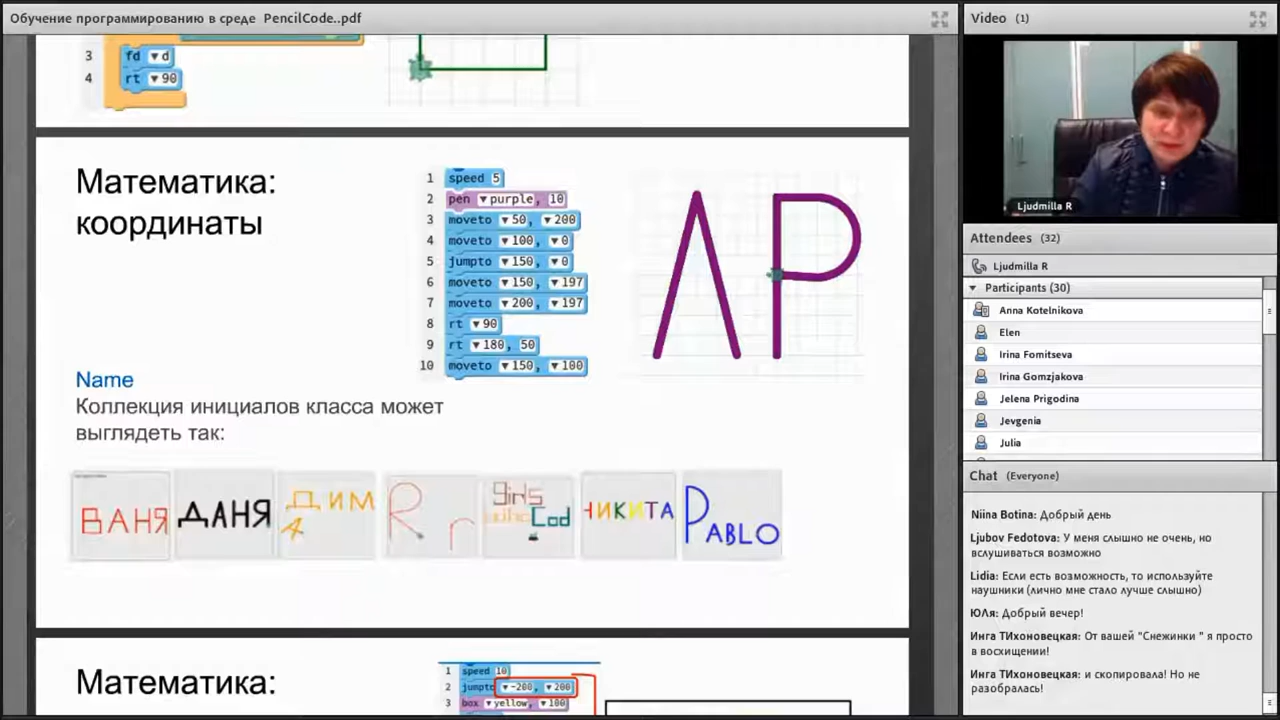 Обучение программирования в среде PencilCode..pdf
3 fd ▾d
4 rt ▾90
Математика:
координаты
1 speed 5
2 pen ▾purple, 10
3 moveto ▾50, ▾200
4 moveto ▾100, ▾0
5 jumpto ▾150, ▾0
6 moveto ▾150, ▾197
7 moveto ▾200, ▾197
8 rt ▾90
9 rt ▾180, 50
10 moveto ▾150, ▾100
ΛP
Name
Коллекция инициалов класса может
выглядеть так:
ВАНЯ
ДАНЯ
ДИМ
А
R r
girls
who
Cod
НИКИТА
PABLO
Математика:
1 speed 10
2 jumpto ▾-200, ▾200
3 box ▾yellow, ▾100
Video (1)
Ljudmilla R
Attendees (32)
Ljudmilla R
Participants (30)
Anna Kotelnikova
Elen
Irina Fomitseva
Irina Gomzjakova
Jelena Prigodina
Jevgenia
Julia
Chat (Everyone)
Niina Botina: Добрый день
Ljubov Fedotova: У меня слышно не очень, но
вслушиваться возможно
Lidia: Если есть возможность, то используйте
наушники (лично мне стало лучше слышно)
ЮЛя: Добрый вечер!
Инга ТИхоновецкая: От вашей "Снежинки " я просто
в восхищении!
Инга ТИхоновецкая: и скопировала! Но не
разобралась!